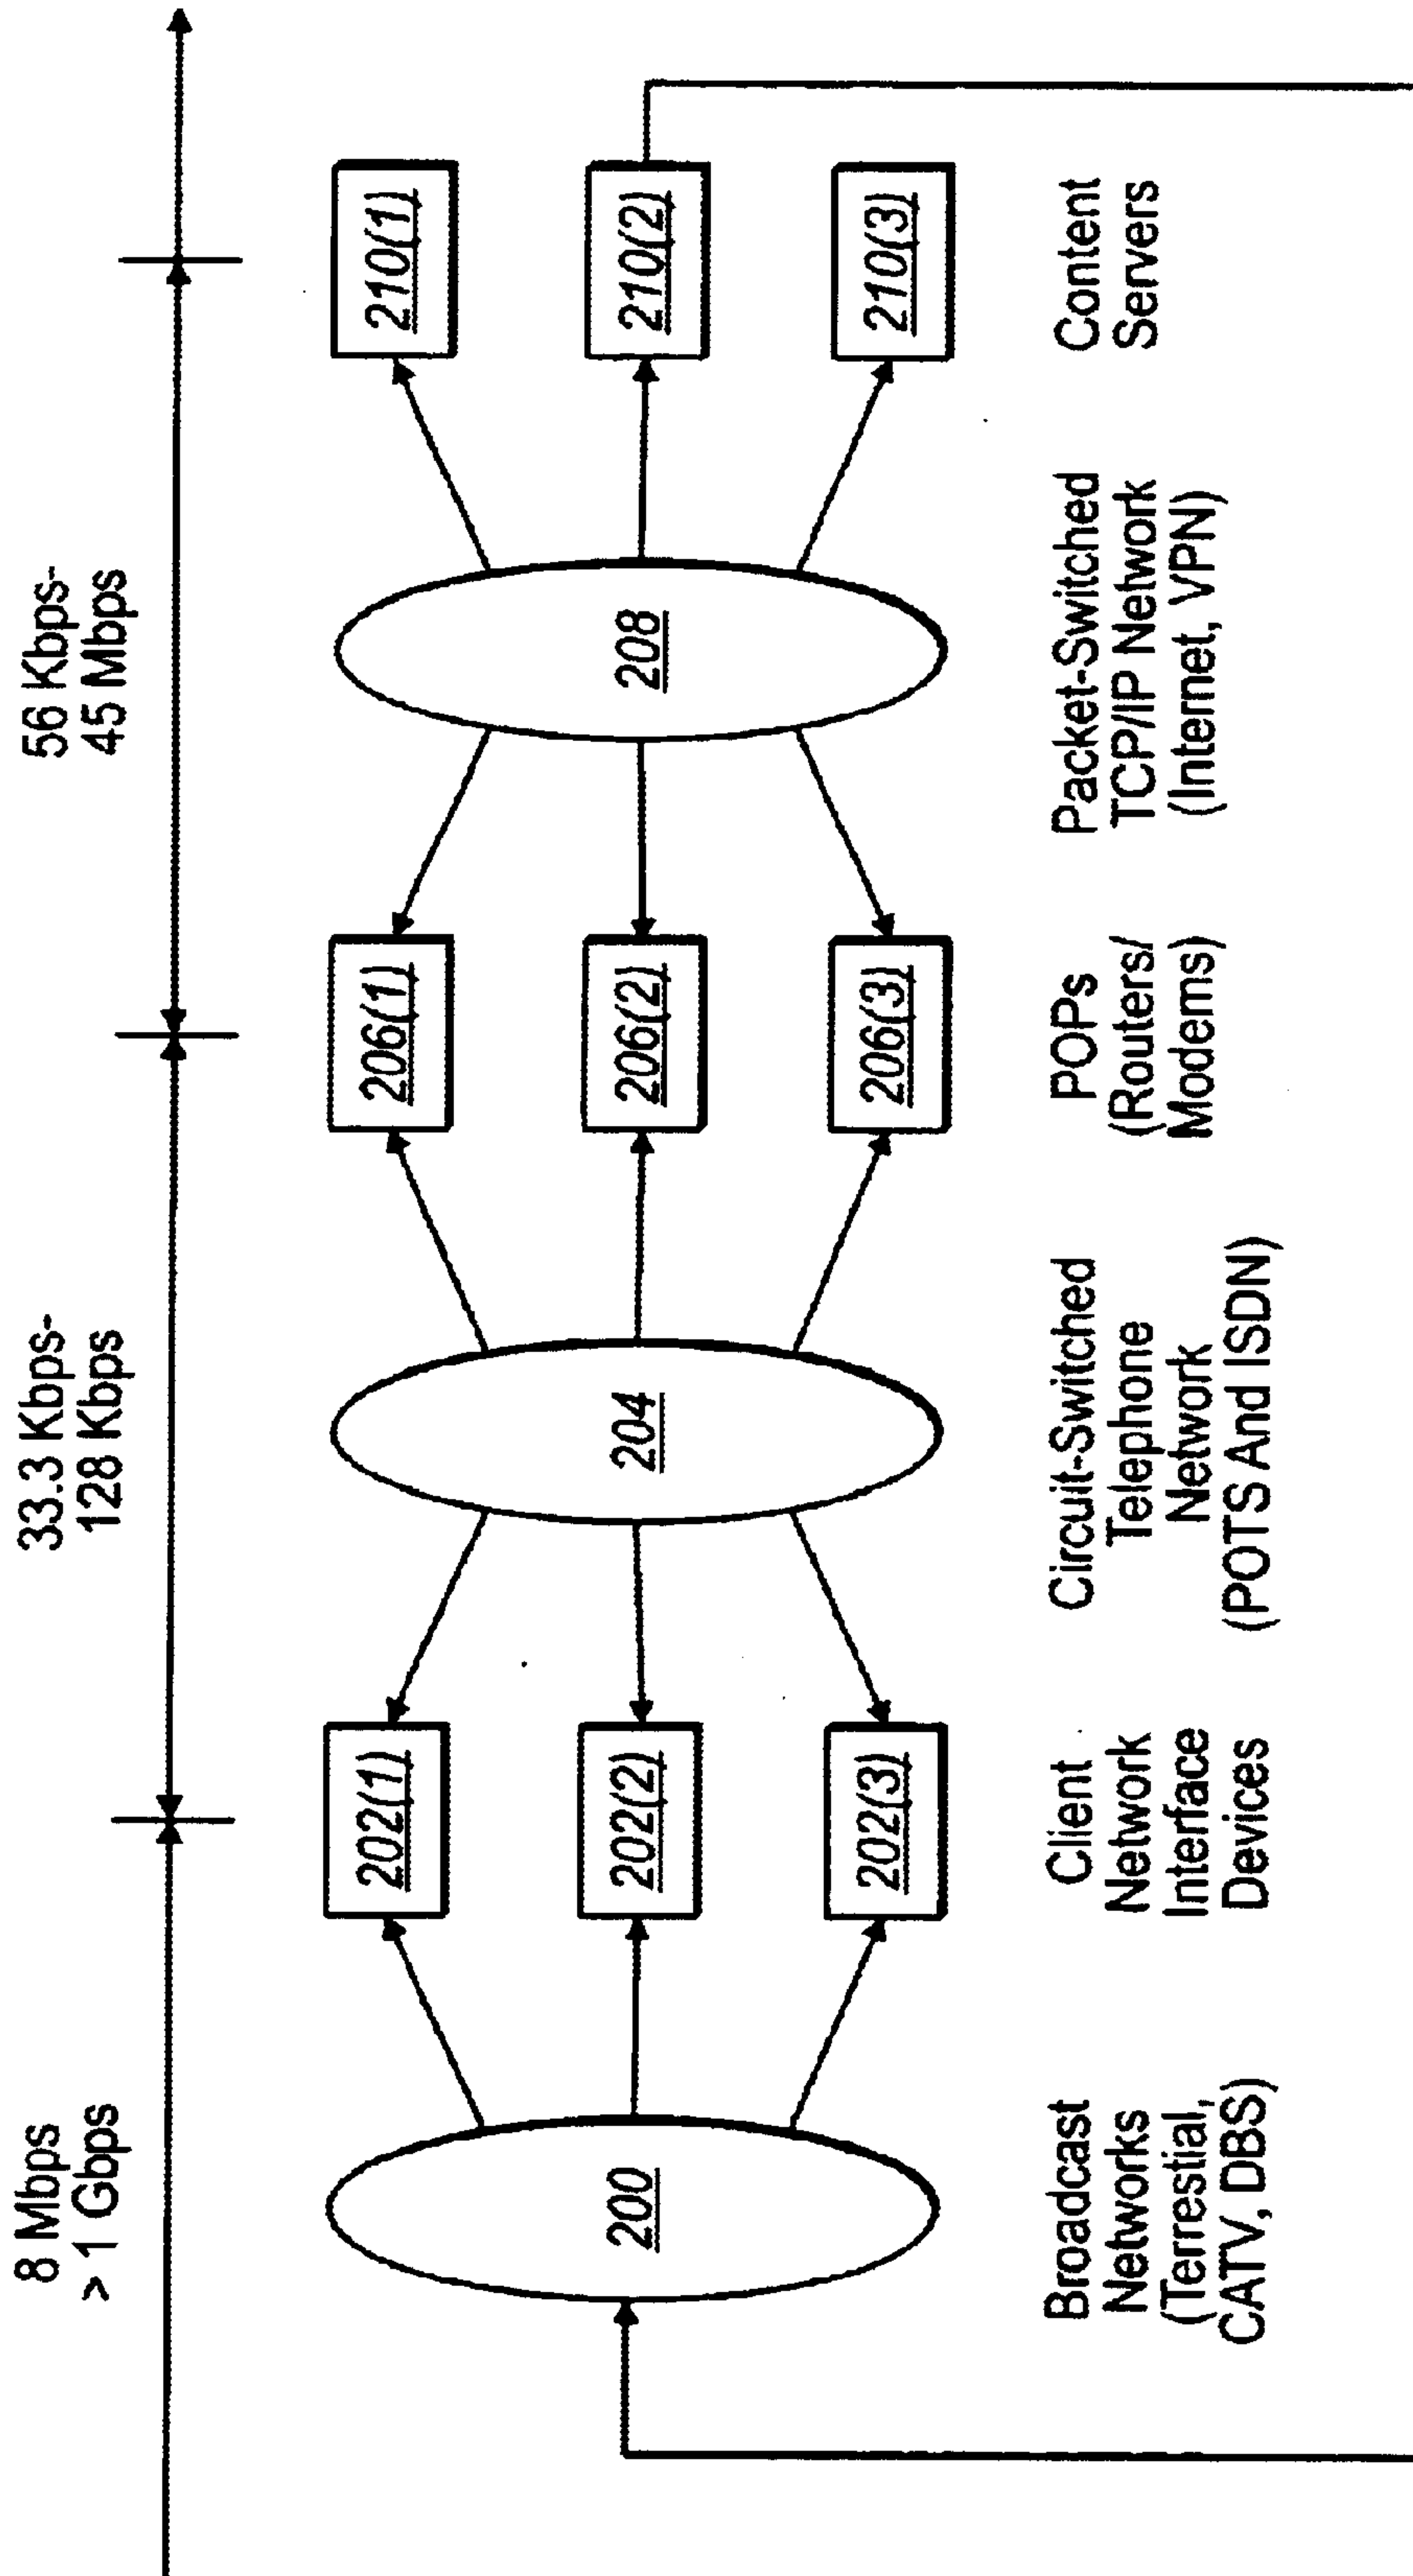 8 Mbps
> 1 Gbps
33.3 Kbps-
128 Kbps
56 Kbps-
45 Mbps
200
202(1)
202(2)
202(3)
204
206(1)
206(2)
206(3)
208
210(1)
210(2)
210(3)
Broadcast
Networks
(Terrestial,
CATV, DBS)
Client
Network
Interface
Devices
Circuit-Switched
Telephone
Network
(POTS And ISDN)
POPs
(Routers/
Modems)
Packet-Switched
TCP/IP Network
(Internet, VPN)
Content
Servers